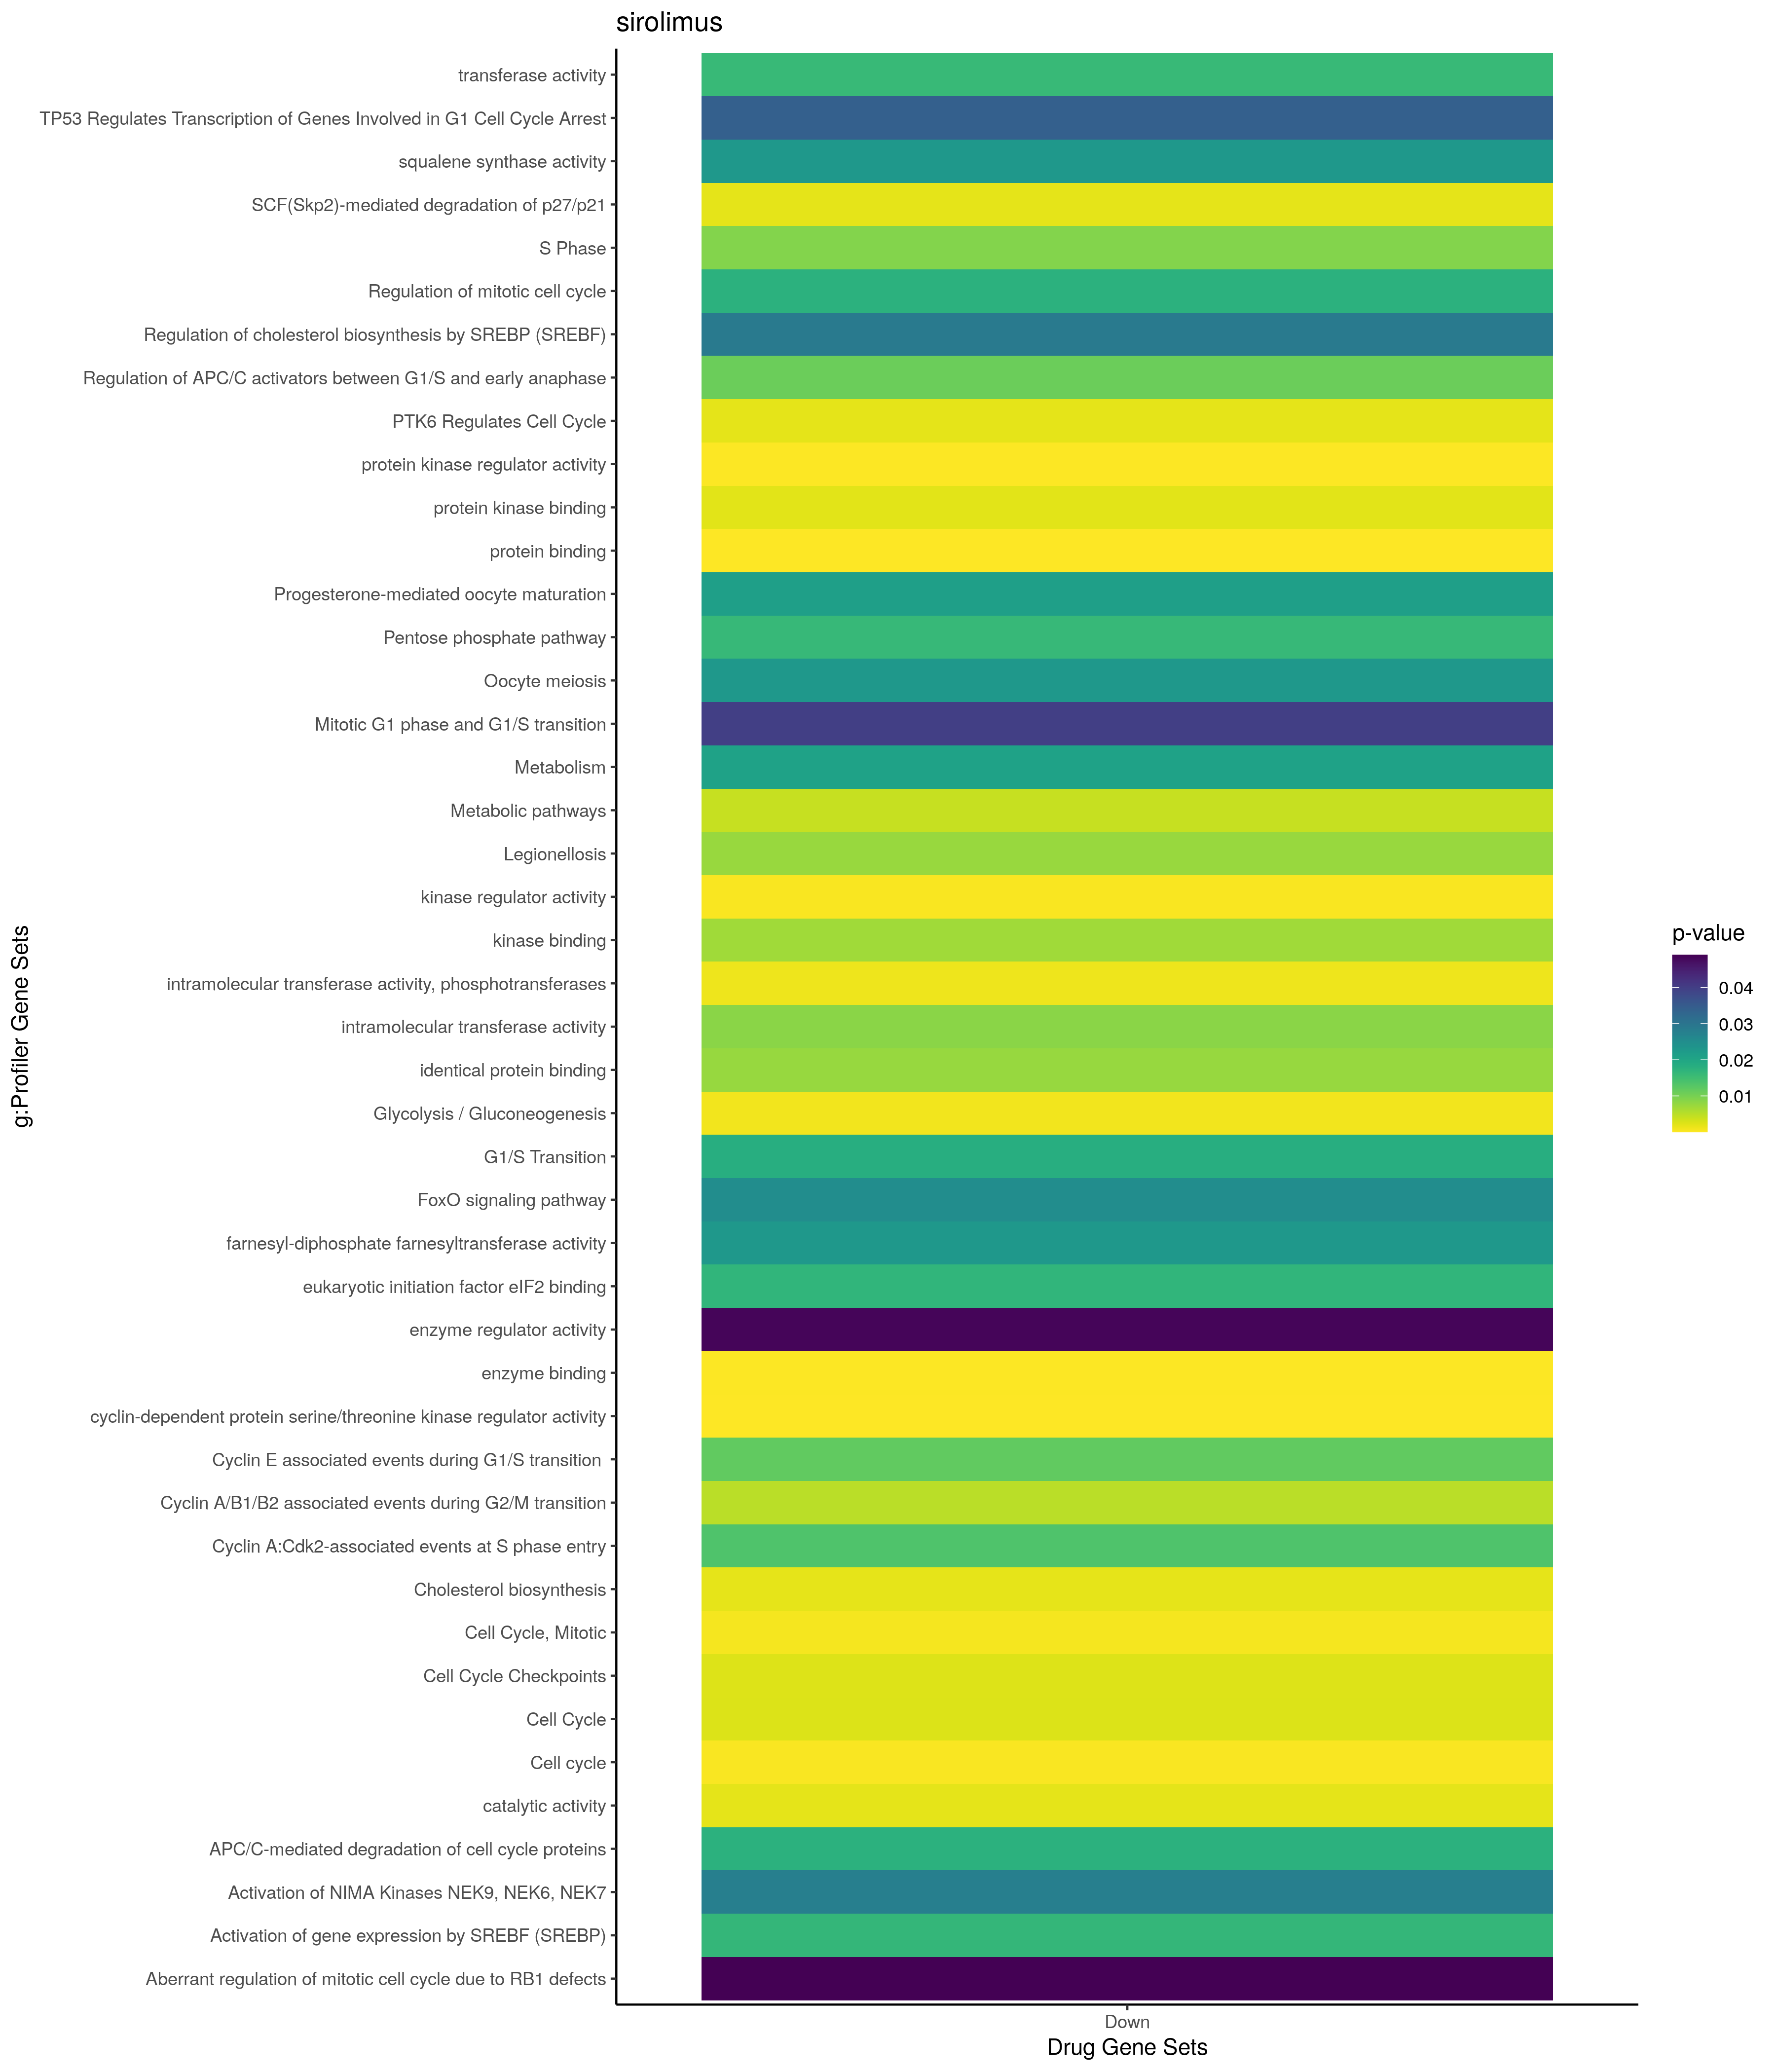 sirolimus
transferase activity
TP53 Regulates Transcription of Genes Involved in G1 Cell Cycle Arrest
squalene synthase activity
SCF(Skp2)-mediated degradation of p27/p21
S Phase
Regulation of mitotic cell cycle
Regulation of cholesterol biosynthesis by SREBP (SREBF)
Regulation of APC/C activators between G1/S and early anaphase
PTK6 Regulates Cell Cycle
protein kinase regulator activity
protein kinase binding
protein binding
Progesterone-mediated oocyte maturation
Pentose phosphate pathway
Oocyte meiosis
Mitotic G1 phase and G1/S transition
Metabolism
Metabolic pathways
Legionellosis
kinase regulator activity
kinase binding
intramolecular transferase activity, phosphotransferases
intramolecular transferase activity
identical protein binding
Glycolysis / Gluconeogenesis
G1/S Transition
FoxO signaling pathway
farnesyl-diphosphate farnesyltransferase activity
eukaryotic initiation factor eIF2 binding
enzyme regulator activity
enzyme binding
cyclin-dependent protein serine/threonine kinase regulator activity
Cyclin E associated events during G1/S transition
Cyclin A/B1/B2 associated events during G2/M transition
Cyclin A:Cdk2-associated events at S phase entry
Cholesterol biosynthesis
Cell Cycle, Mitotic
Cell Cycle Checkpoints
Cell Cycle
Cell cycle
catalytic activity
APC/C-mediated degradation of cell cycle proteins
Activation of NIMA Kinases NEK9, NEK6, NEK7
Activation of gene expression by SREBF (SREBP)
Aberrant regulation of mitotic cell cycle due to RB1 defects
g:Profiler Gene Sets
Down
Drug Gene Sets
p-value
0.04
0.03
0.02
0.01